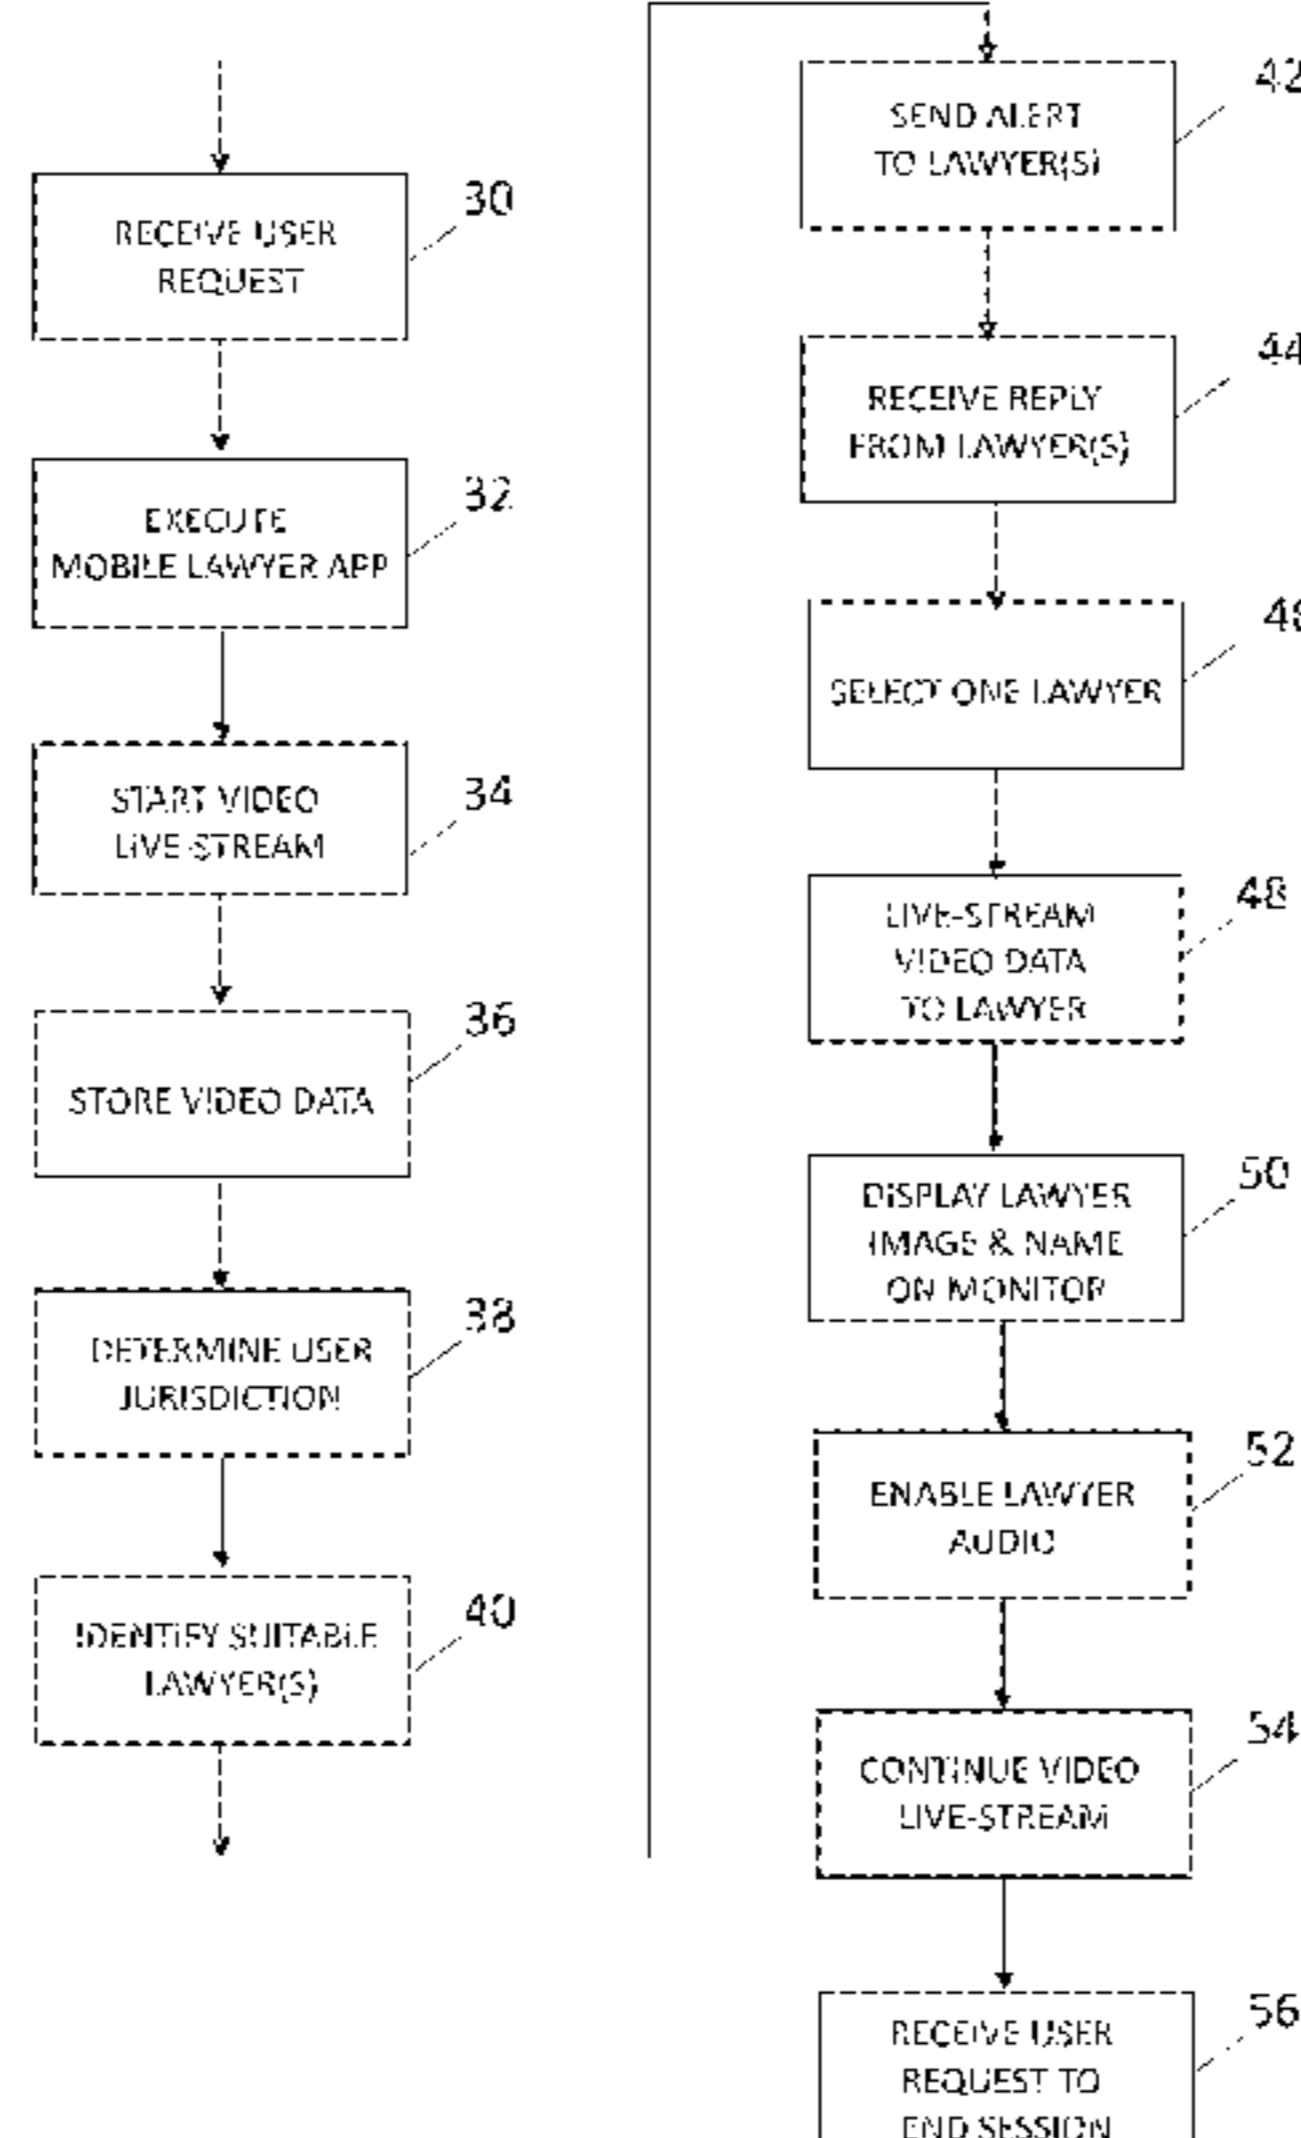 RECEIVE USER
REQUEST
30
EXECUTE
MOBILE LAWYER APP
32
START VIDEO
LIVE-STREAM
34
STORE VIDEO DATA
36
DETERMINE USER
JURISDICTION
38
IDENTIFY SUITABLE
LAWYER(S)
40
SEND ALERT
TO LAWYER(S)
42
RECEIVE REPLY
FROM LAWYER(S)
44
SELECT ONE LAWYER
46
LIVE-STREAM
VIDEO DATA
TO LAWYER
48
DISPLAY LAWYER
IMAGE & NAME
ON MONITOR
50
ENABLE LAWYER
AUDIO
52
CONTINUE VIDEO
LIVE-STREAM
54
RECEIVE USER
REQUEST TO
END SESSION
56